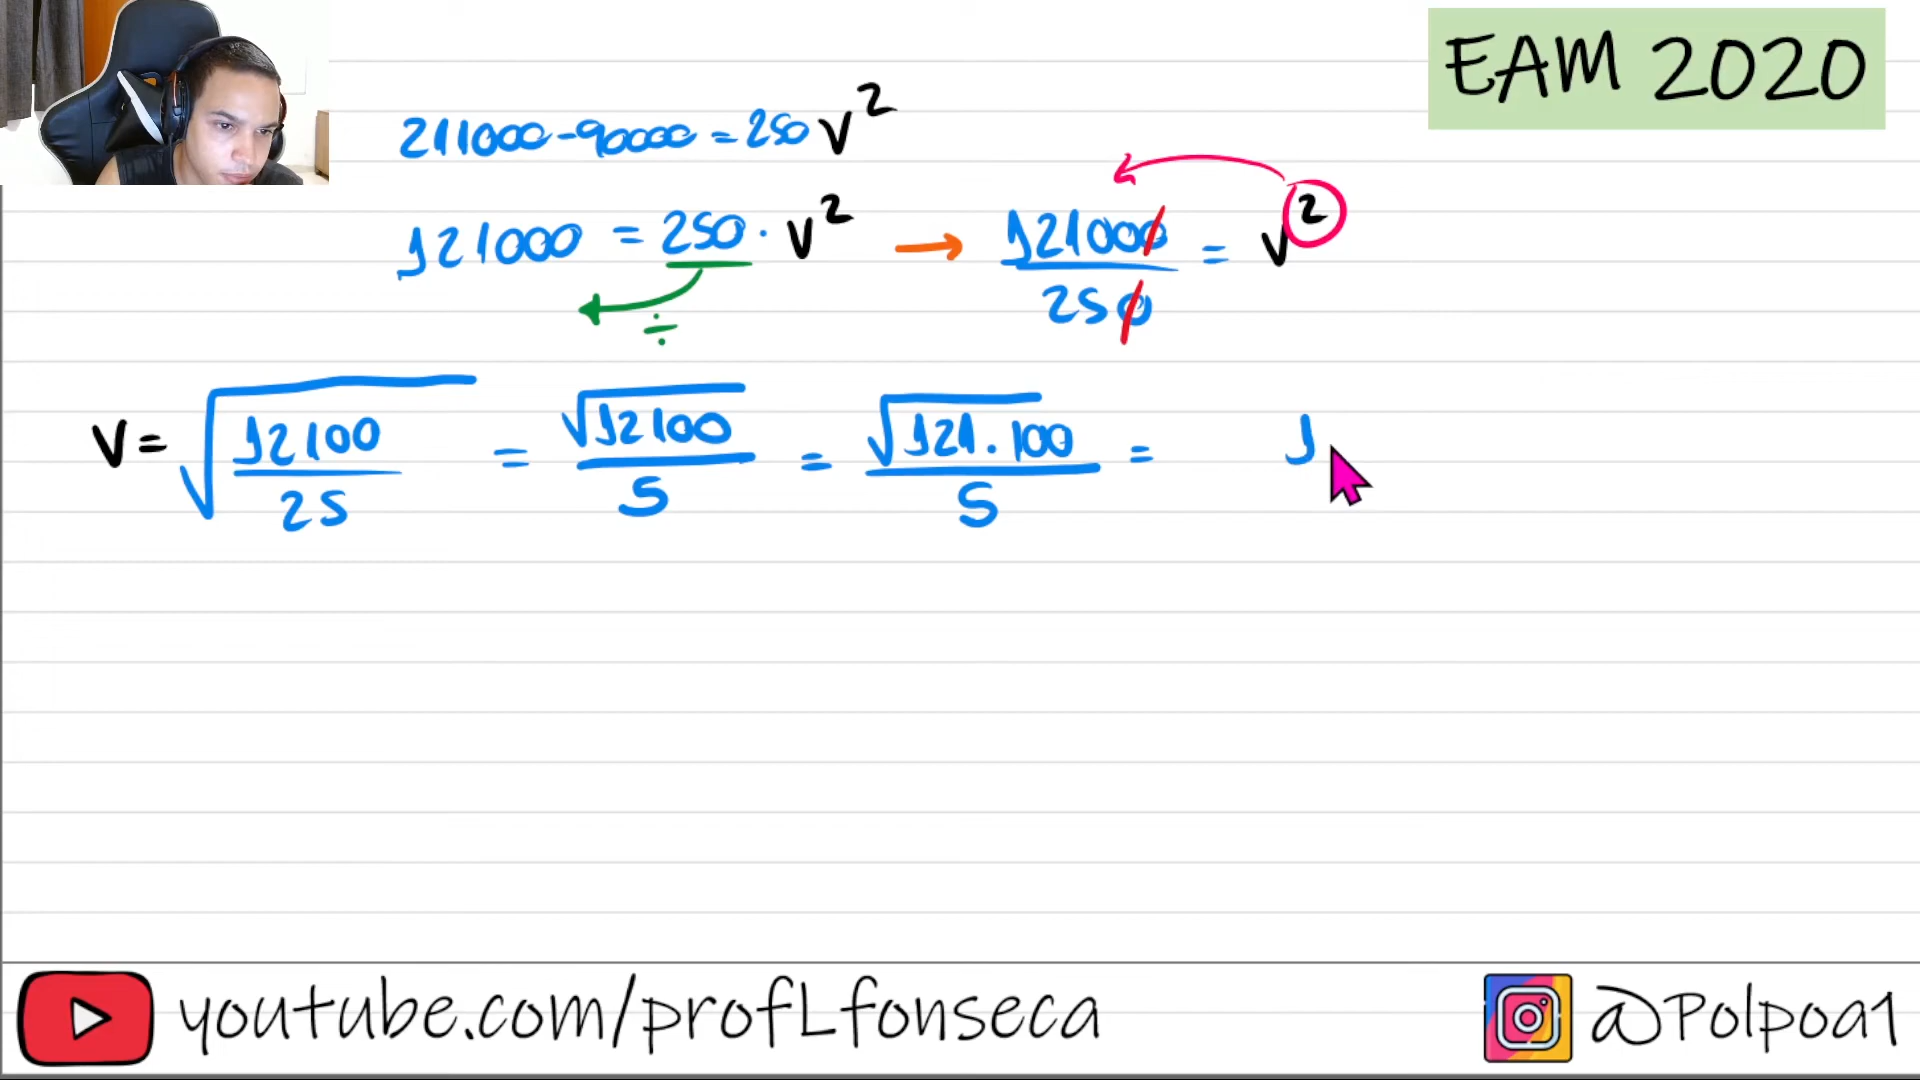 EAM 2020
211000-90000 = 250 V²
121000 = 250 · V² → 121000/250 = V²
÷
V = √(12100/25) = √12100/5 = √121.100/5 = 1
youtube.com/profLfonseca
@Polpoa1